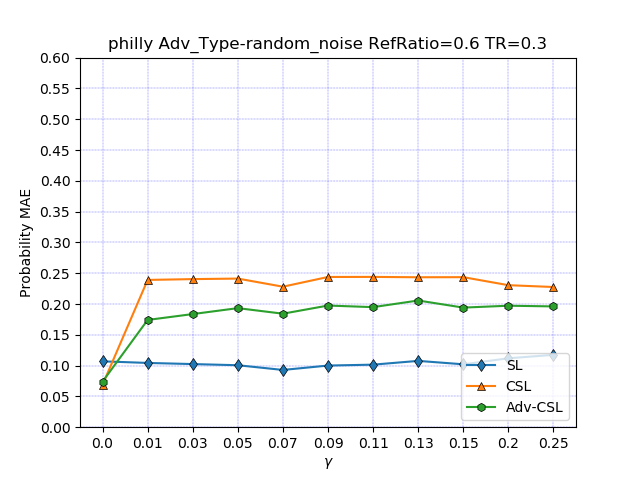 philly Adv_Type-random_noise RefRatio=0.6 TR=0.3
0.60
0.55
0.50
0.45
0.40
0.35
0.30
0.25
0.20
0.15
0.10
0.05
0.00
Probability MAE
SL
CSL
Adv-CSL
0.0 0.01 0.03 0.05 0.07 0.09 0.11 0.13 0.15 0.2 0.25
γ